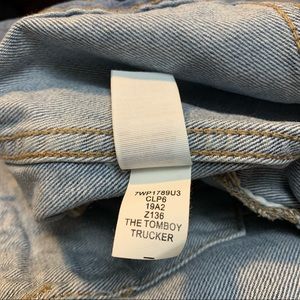 7WP1789U3
CLP6
19A2
Z136
THE TOMBOY
TRUCKER